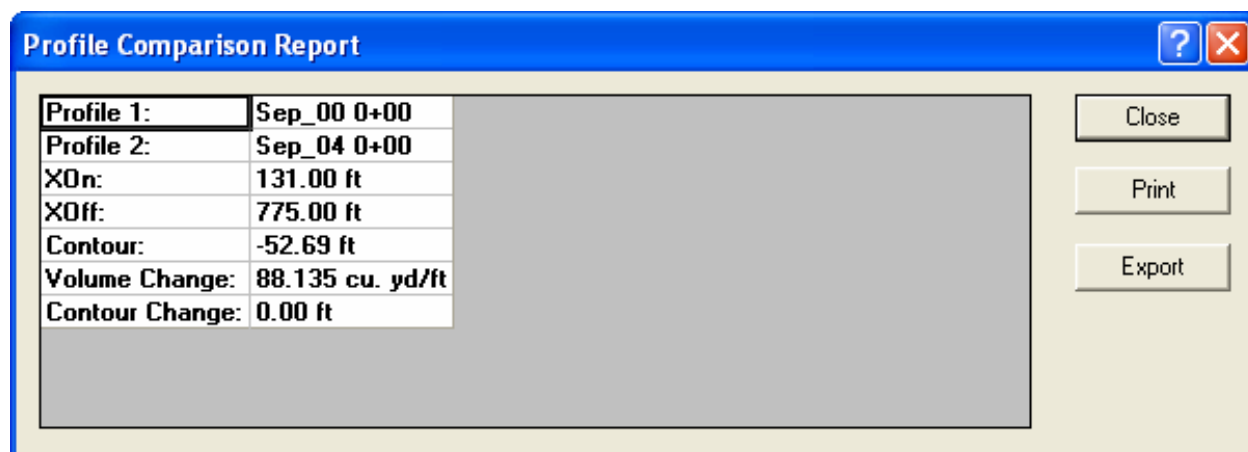 Profile Comparison Report
?
Profile 1: Sep_00 0+00
Profile 2: Sep_04 0+00
XOn: 131.00 ft
XOff: 775.00 ft
Contour: -52.69 ft
Volume Change: 88.135 cu. yd/ft
Contour Change: 0.00 ft
Close
Print
Export